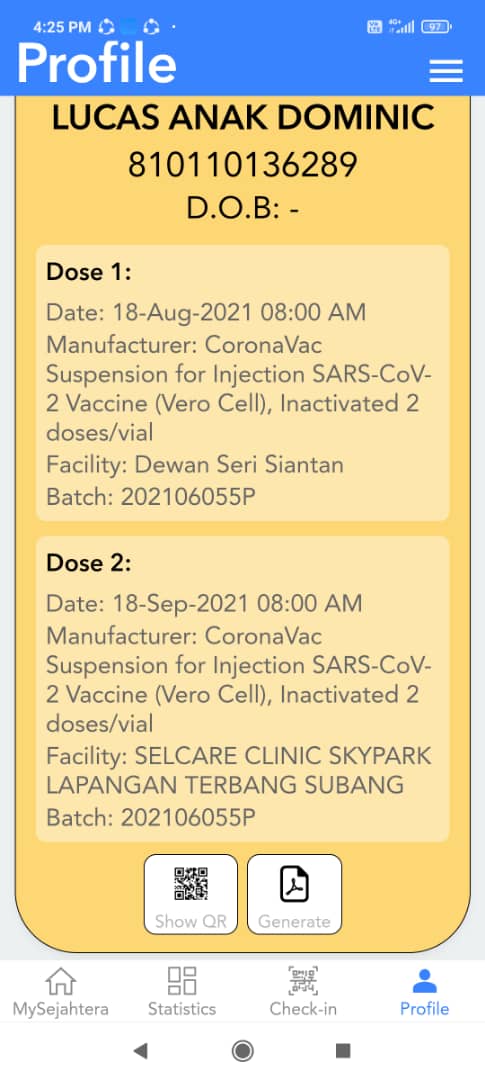 4:25 PM
4G+
97
Profile
LUCAS ANAK DOMINIC
810110136289
D.O.B: -
Dose 1:
Date: 18-Aug-2021 08:00 AM
Manufacturer: CoronaVac
Suspension for Injection SARS-CoV-
2 Vaccine (Vero Cell), Inactivated 2
doses/vial
Facility: Dewan Seri Siantan
Batch: 202106055P
Dose 2:
Date: 18-Sep-2021 08:00 AM
Manufacturer: CoronaVac
Suspension for Injection SARS-CoV-
2 Vaccine (Vero Cell), Inactivated 2
doses/vial
Facility: SELCARE CLINIC SKYPARK
LAPANGAN TERBANG SUBANG
Batch: 202106055P
Show QR
Generate
MySejahtera
Statistics
Check-in
Profile